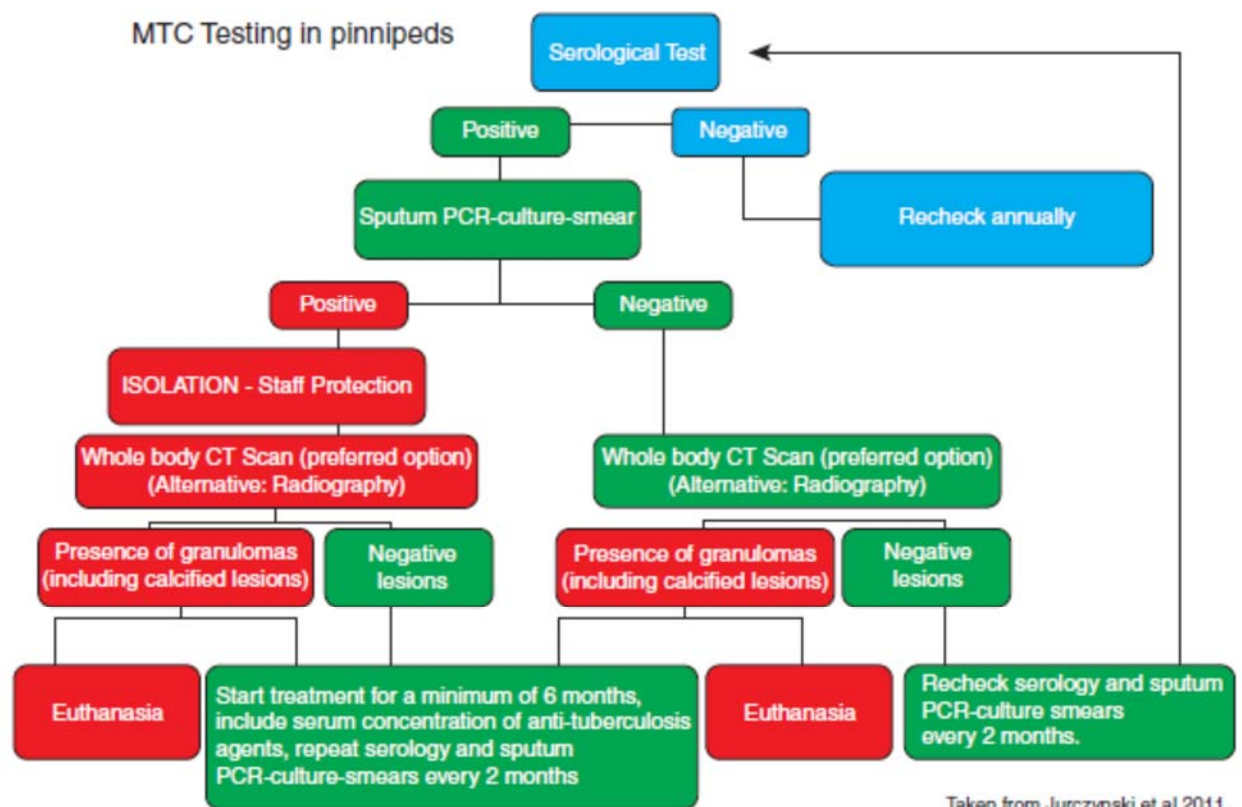 MTC Testing in pinnipeds
Serological Test
Positive
Negative
Sputum PCR-culture-smear
Recheck annually
Positive
Negative
ISOLATION - Staff Protection
Whole body CT Scan (preferred option)
(Alternative: Radiography)
Whole body CT Scan (preferred option)
(Alternative: Radiography)
Presence of granulomas
(including calcified lesions)
Negative
lesions
Presence of granulomas
(including calcified lesions)
Negative
lesions
Euthanasia
Start treatment for a minimum of 6 months,
include serum concentration of anti-tuberculosis
agents, repeat serology and sputum
PCR-culture-smears every 2 months
Euthanasia
Recheck serology and sputum
PCR-culture smears
every 2 months.
Taken from Jurczynski et al 2011